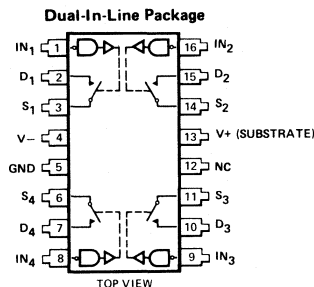 Dual-In-Line Package
IN1 1 16 IN2
D1 2 15 D2
S1 3 14 S2
V− 4 13 V+ (SUBSTRATE)
GND 5 12 NC
S4 6 11 S3
D4 7 10 D3
IN4 8 9 IN3
TOP VIEW